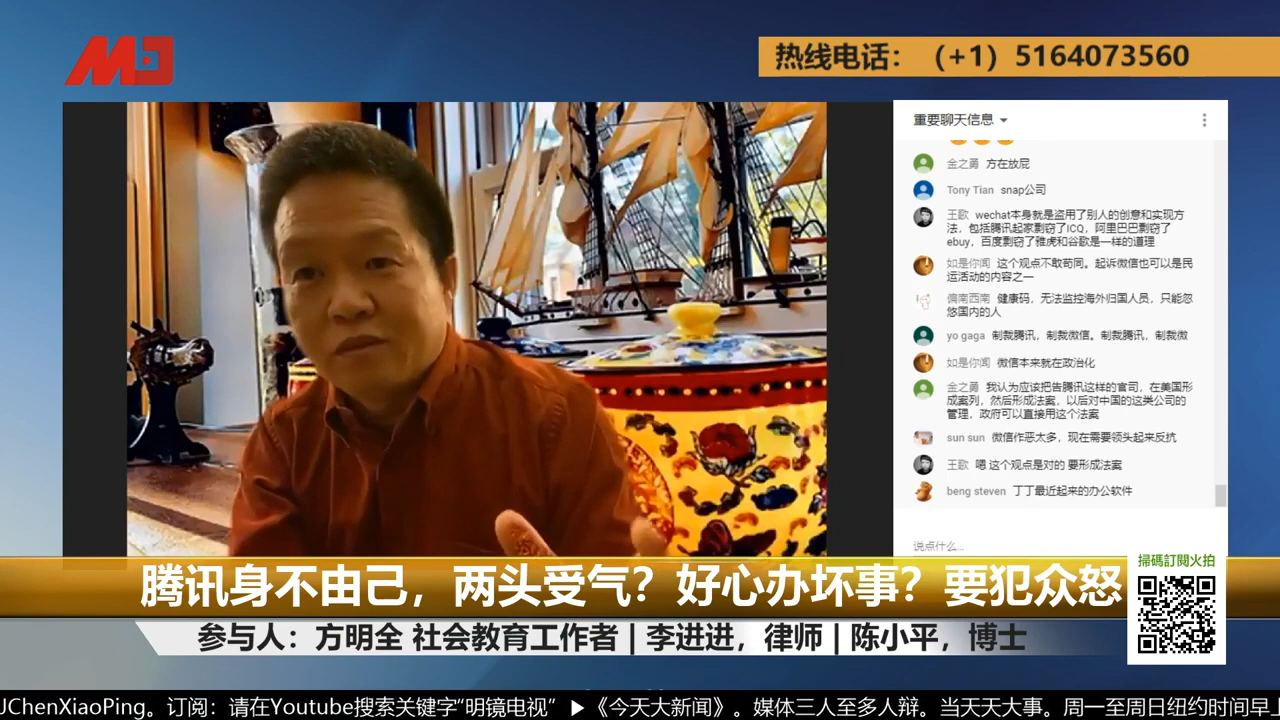 MJ
热线电话：（+1）5164073560
重要聊天信息
金之勇 方在放屁
Tony Tian snap公司
王歌 wechat本身就是盗用了别人的创意和实现方
法，包括腾讯起家剽窃了ICQ，阿里巴巴剽窃了
ebuy，百度剽窃了雅虎和谷歌是一样的道理
如是你闻 这个观点不敢苟同。起诉微信也可以是民
运活动的内容之一
偏南西南 健康码，无法监控海外归国人员，只能忽
悠国内的人
yo gaga 制裁腾讯，制裁微信。制裁腾讯，制裁微
如是你闻 微信本来就在政治化
金之勇 我认为应该把告腾讯这样的官司，在美国形
成案列，然后形成法案，以后对中国的这类公司的
管理，政府可以直接用这个法案
sun sun 微信作恶太多，现在需要领头起来反抗
王歌 嗯 这个观点是对的 要形成法案
beng steven 丁丁最近起来的办公软件
说点什么...
掃碼訂閱火拍
腾讯身不由己，两头受气？好心办坏事？要犯众怒
参与人：方明全 社会教育工作者 | 李进进，律师 | 陈小平，博士
JChenXiaoPing。订阅：请在Youtube搜索关键字“明镜电视” ▶《今天大新闻》。媒体三人至多人辩。当天天大事。周一至周日纽约时间早上